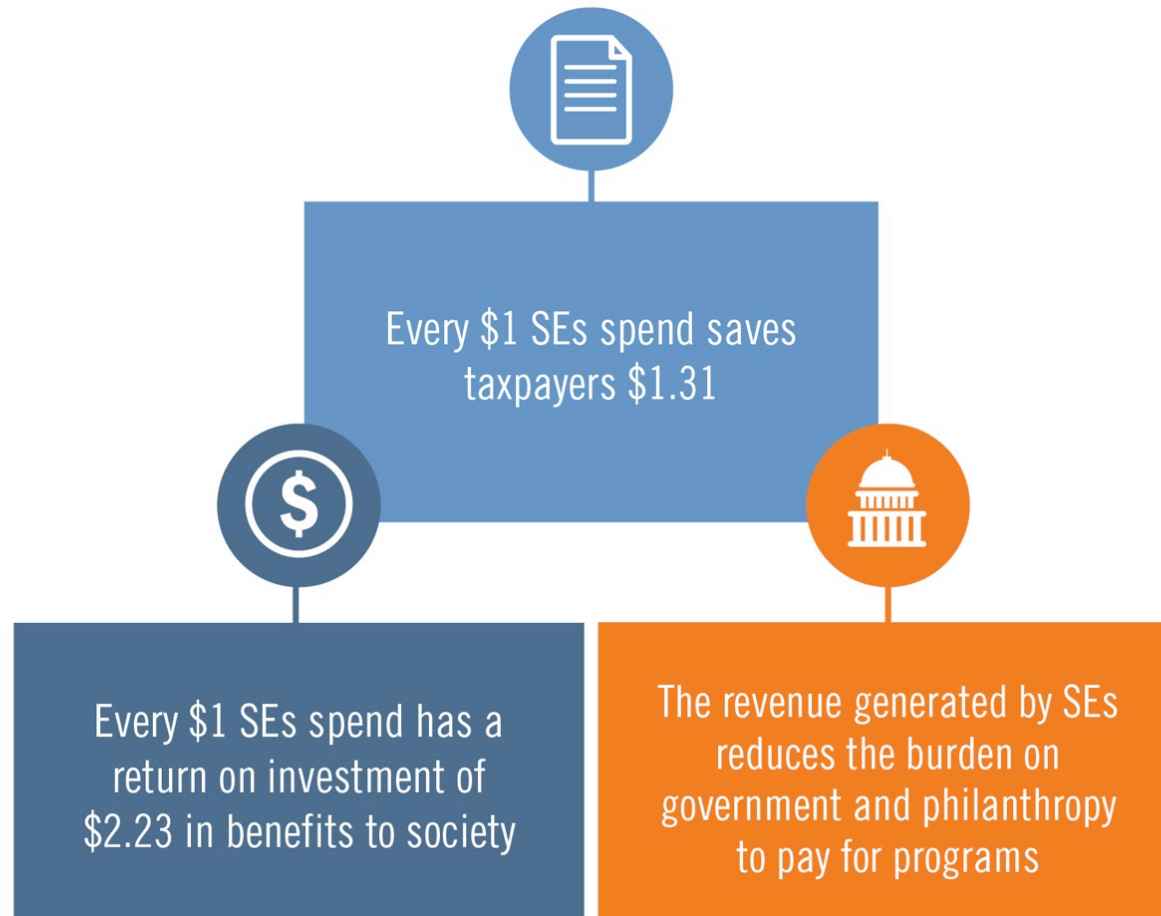 Every $1 SEs spend saves
taxpayers $1.31
$
Every $1 SEs spend has a
return on investment of
$2.23 in benefits to society
The revenue generated by SEs
reduces the burden on
government and philanthropy
to pay for programs